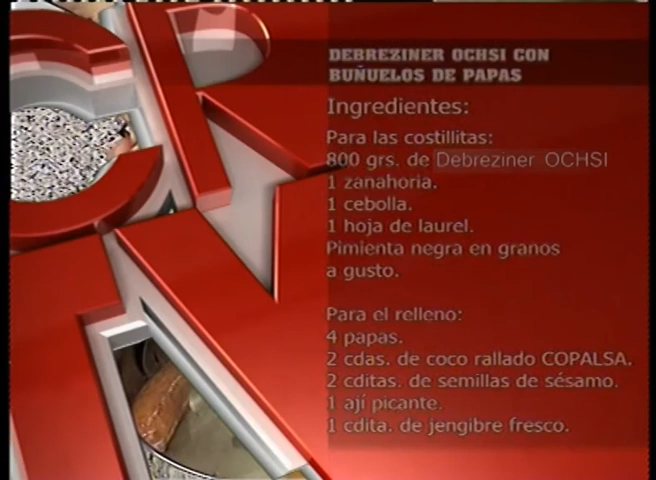 DEBREZINER OCHSI CON
BUÑUELOS DE PAPAS
Ingredientes:
Para las costillitas:
800 grs. de Debreziner OCHSI
1 zanahoria.
1 cebolla.
1 hoja de laurel.
Pimienta negra en granos
a gusto.
Para el relleno:
4 papas.
2 cdas. de coco rallado COPALSA.
2 cditas. de semillas de sésamo.
1 ají picante.
1 cdita. de jengibre fresco.